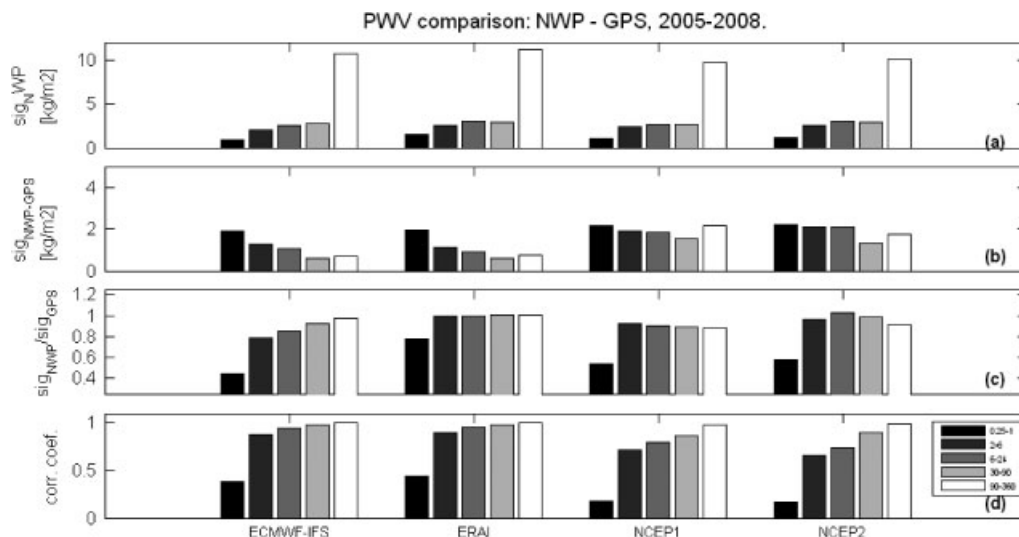 PWV comparison: NWP - GPS, 2005-2008.
sig_NWP
[kg/m2]
10
5
0
(a)
sig_NWP-GPS
[kg/m2]
4
2
0
(b)
sig_NWP/sig_GPS
1.2
1
0.8
0.6
0.4
(c)
corr. coef.
1
0.5
0
0.25-1
2-6
6-24
30-90
90-360
(d)
ECMWF-IFS ERAI NCEP1 NCEP2